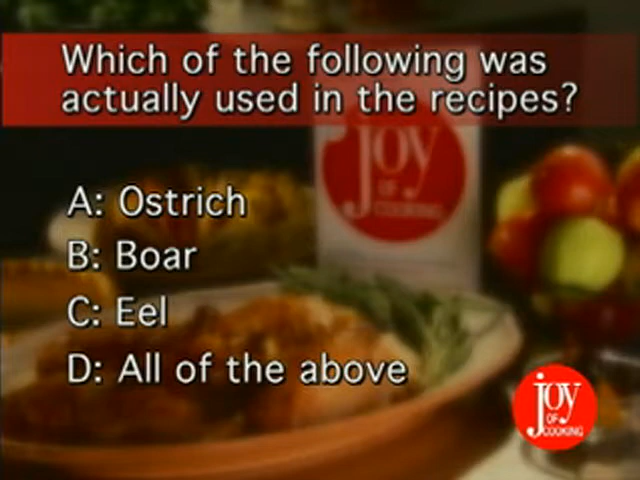 Which of the following was
actually used in the recipes?
joy
OF
COOKING
A: Ostrich
B: Boar
C: Eel
D: All of the above
joy
OF
COOKING